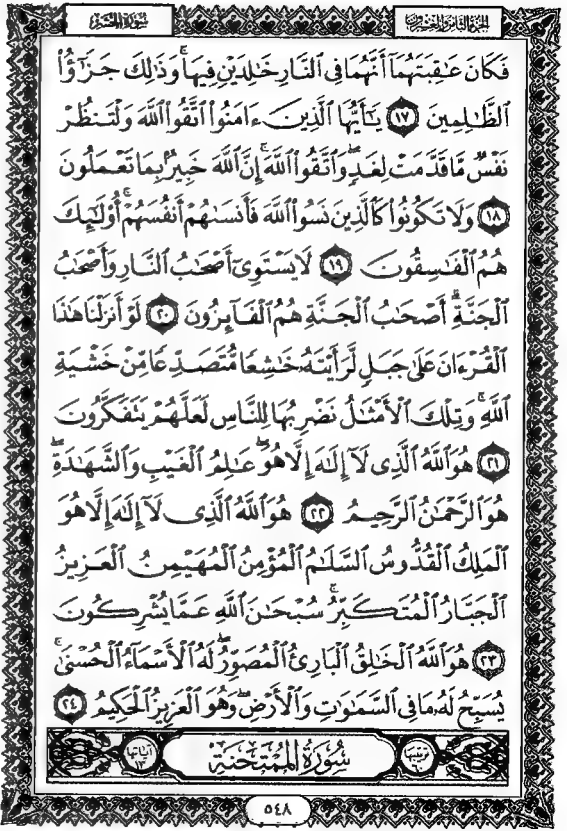 الجزء الثامن والعشرون
سورة الحشر
فَكَانَ عَـٰقِبَتَهُمَآ أَنَّهُمَا فِى ٱلنَّارِ خَـٰلِدَيْنِ فِيهَا ۚ وَذَٰلِكَ جَزَٰٓؤُا۟
ٱلظَّـٰلِمِينَ ١٧ يَـٰٓأَيُّهَا ٱلَّذِينَ ءَامَنُوا۟ ٱتَّقُوا۟ ٱللَّهَ وَلْتَنظُرْ
نَفْسٌ مَّا قَدَّمَتْ لِغَدٍ ۖ وَٱتَّقُوا۟ ٱللَّهَ ۚ إِنَّ ٱللَّهَ خَبِيرٌۢ بِمَا تَعْمَلُونَ
١٨ وَلَا تَكُونُوا۟ كَٱلَّذِينَ نَسُوا۟ ٱللَّهَ فَأَنسَىٰهُمْ أَنفُسَهُمْ ۚ أُو۟لَـٰٓئِكَ
هُمُ ٱلْفَـٰسِقُونَ ١٩ لَا يَسْتَوِىٓ أَصْحَـٰبُ ٱلنَّارِ وَأَصْحَـٰبُ
ٱلْجَنَّةِ ۚ أَصْحَـٰبُ ٱلْجَنَّةِ هُمُ ٱلْفَآئِزُونَ ٢٠ لَوْ أَنزَلْنَا هَـٰذَا
ٱلْقُرْءَانَ عَلَىٰ جَبَلٍ لَّرَأَيْتَهُۥ خَـٰشِعًا مُّتَصَدِّعًا مِّنْ خَشْيَةِ
ٱللَّهِ ۚ وَتِلْكَ ٱلْأَمْثَـٰلُ نَضْرِبُهَا لِلنَّاسِ لَعَلَّهُمْ يَتَفَكَّرُونَ
٢١ هُوَ ٱللَّهُ ٱلَّذِى لَآ إِلَـٰهَ إِلَّا هُوَ ۖ عَـٰلِمُ ٱلْغَيْبِ وَٱلشَّهَـٰدَةِ ۖ
هُوَ ٱلرَّحْمَـٰنُ ٱلرَّحِيمُ ٢٢ هُوَ ٱللَّهُ ٱلَّذِى لَآ إِلَـٰهَ إِلَّا هُوَ
ٱلْمَلِكُ ٱلْقُدُّوسُ ٱلسَّلَـٰمُ ٱلْمُؤْمِنُ ٱلْمُهَيْمِنُ ٱلْعَزِيزُ
ٱلْجَبَّارُ ٱلْمُتَكَبِّرُ ۚ سُبْحَـٰنَ ٱللَّهِ عَمَّا يُشْرِكُونَ
٢٣ هُوَ ٱللَّهُ ٱلْخَـٰلِقُ ٱلْبَارِئُ ٱلْمُصَوِّرُ ۖ لَهُ ٱلْأَسْمَآءُ ٱلْحُسْنَىٰ ۚ
يُسَبِّحُ لَهُۥ مَا فِى ٱلسَّمَـٰوَٰتِ وَٱلْأَرْضِ ۖ وَهُوَ ٱلْعَزِيزُ ٱلْحَكِيمُ ٢٤
ترتيبها ٦٠ سُورَةُ ٱلْمُمْتَحَنَةِ آياتها ١٣
٥٤٨